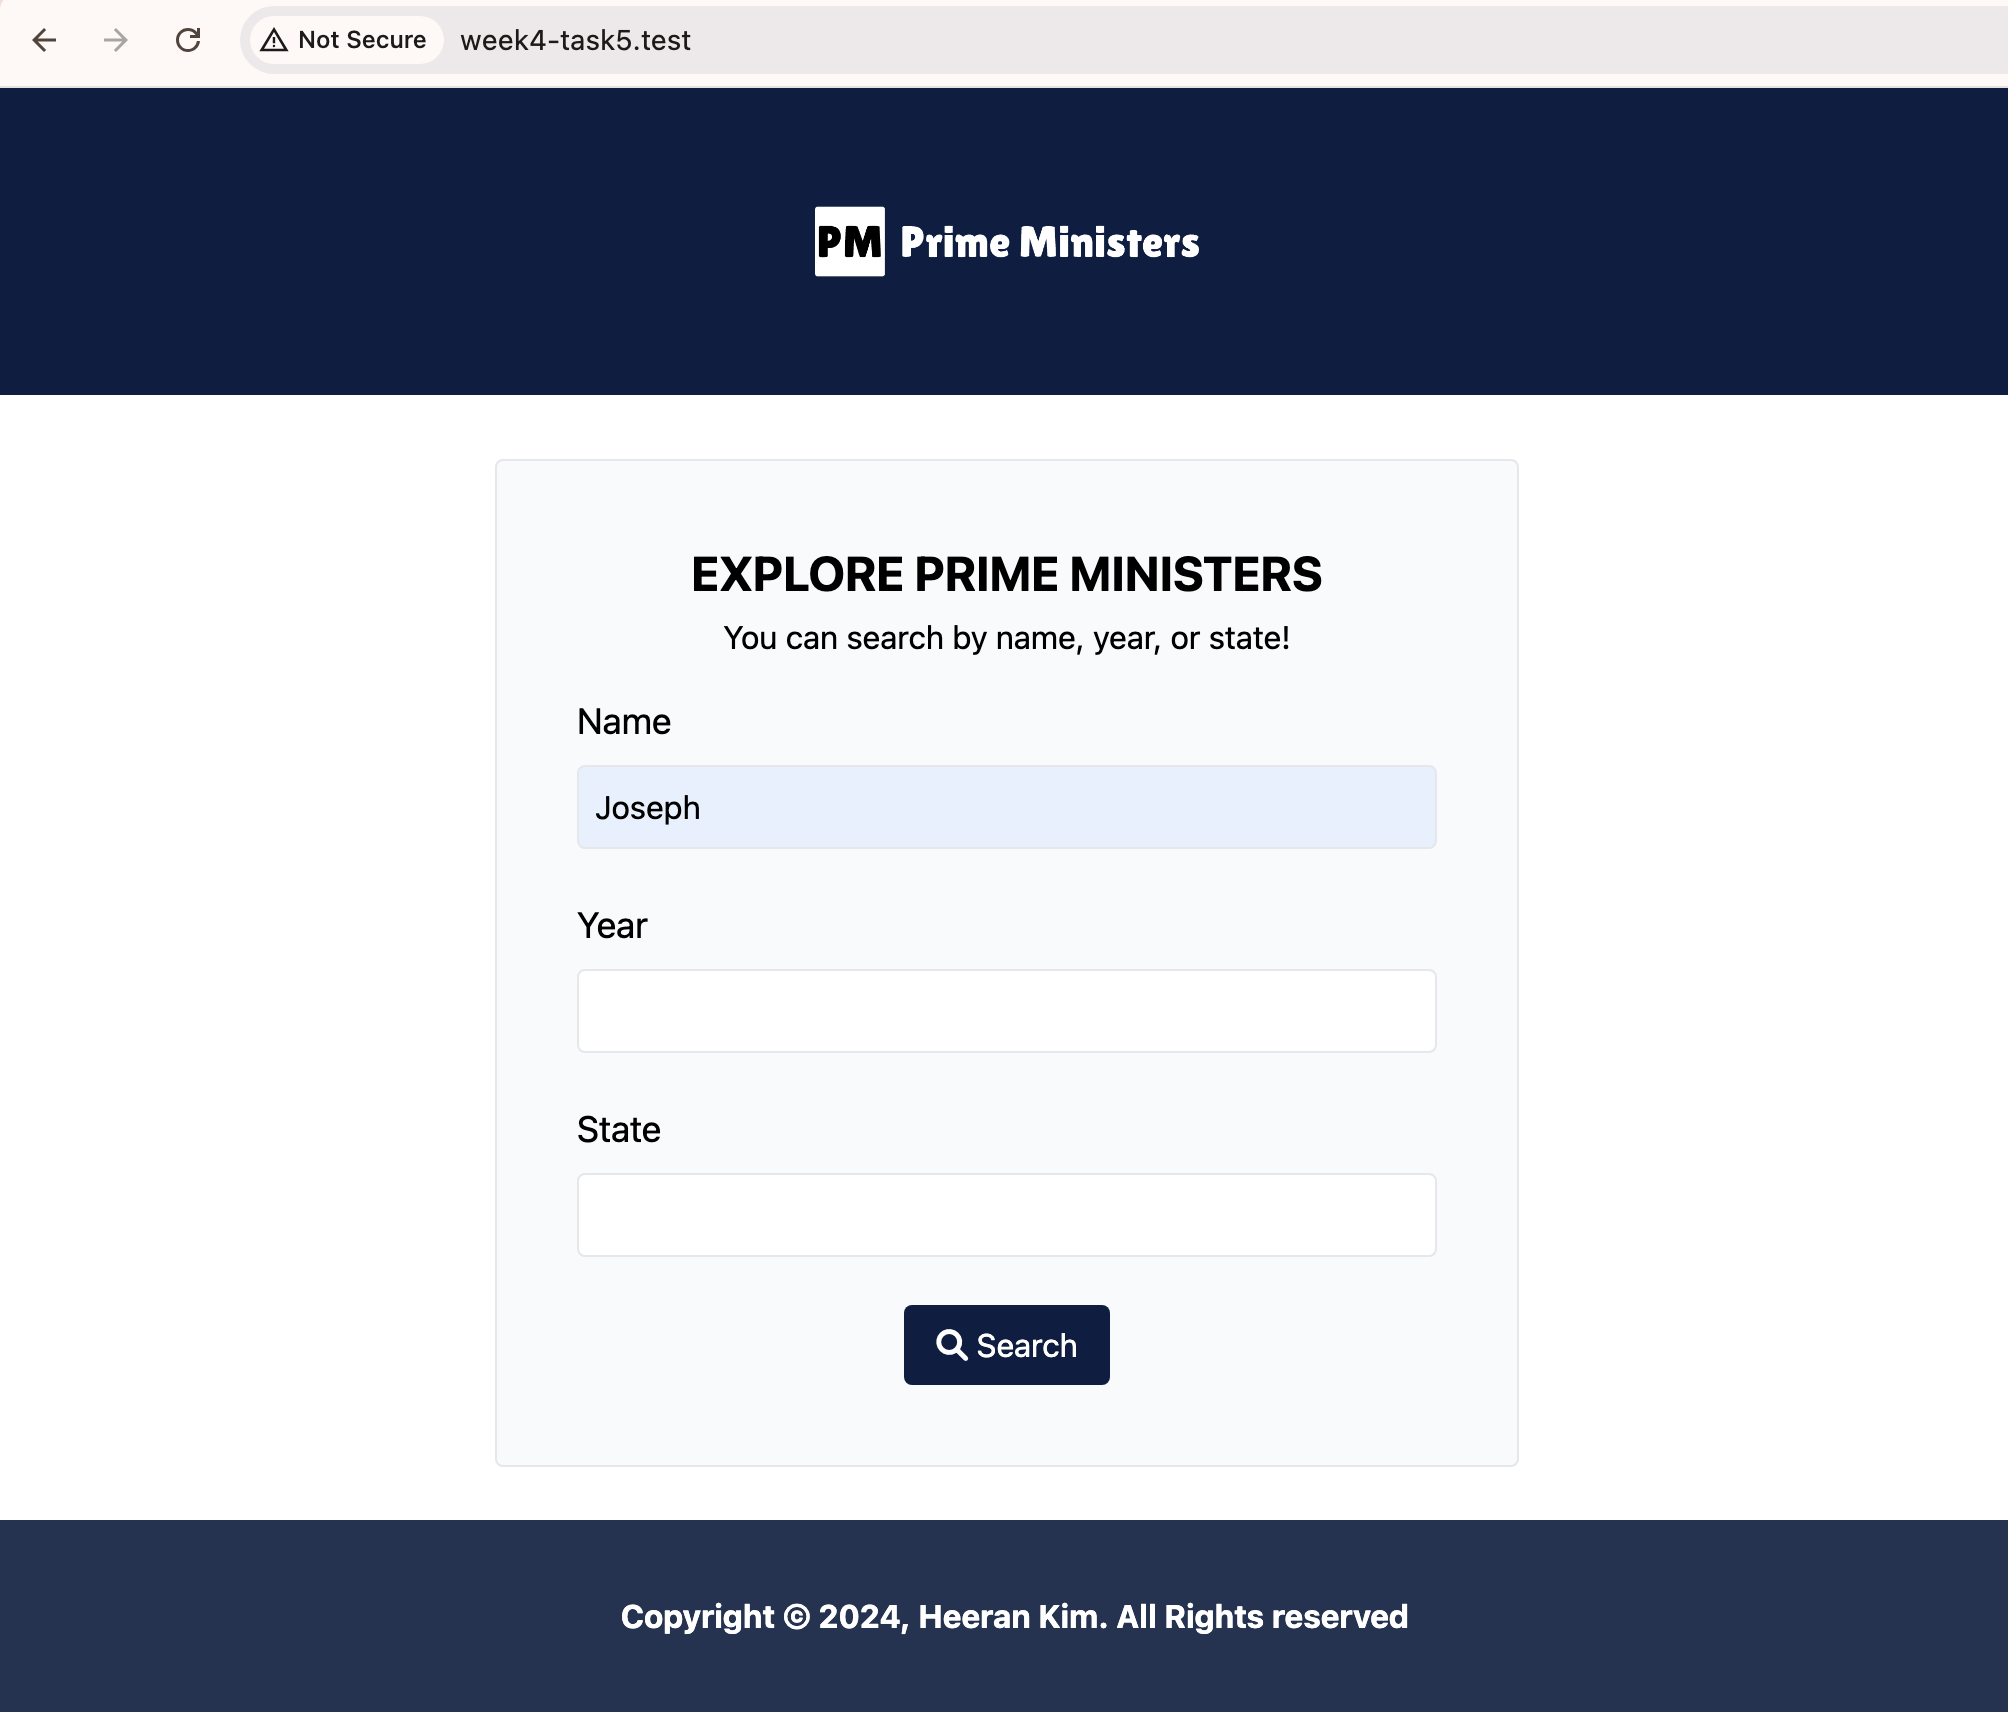 Not Secure week4-task5.test
PM Prime Ministers
EXPLORE PRIME MINISTERS
You can search by name, year, or state!
Name
Joseph
Year
State
Search
Copyright © 2024, Heeran Kim. All Rights reserved